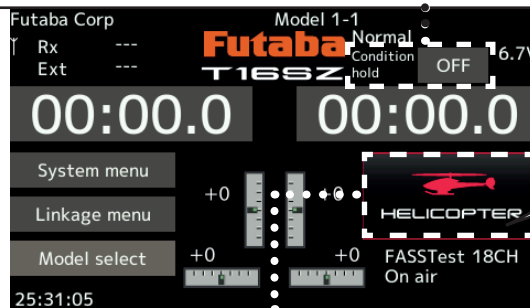 Futaba Corp
Model 1-1
Rx ---
Ext ---
Futaba
T16SZ
Normal
Condition hold
OFF
6.7V
00:00.0
00:00.0
System menu
Linkage menu
Model select
+0
+0
+0
+0
HELICOPTER
FASSTest 18CH
On air
25:31:05